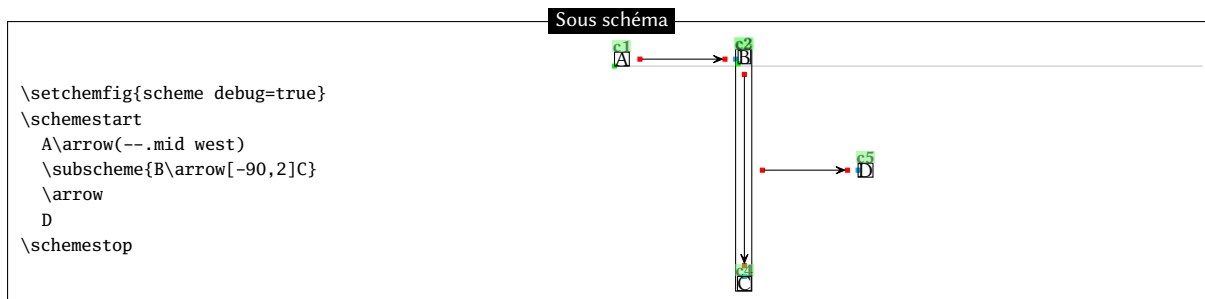 Sous schéma
\setchemfig{scheme debug=true}
\schemestart
A\arrow(--.mid west)
\subscheme{B\arrow[-90,2]C}
\arrow
D
\schemestop
c1
A
c2
B
c5
D
c4
C